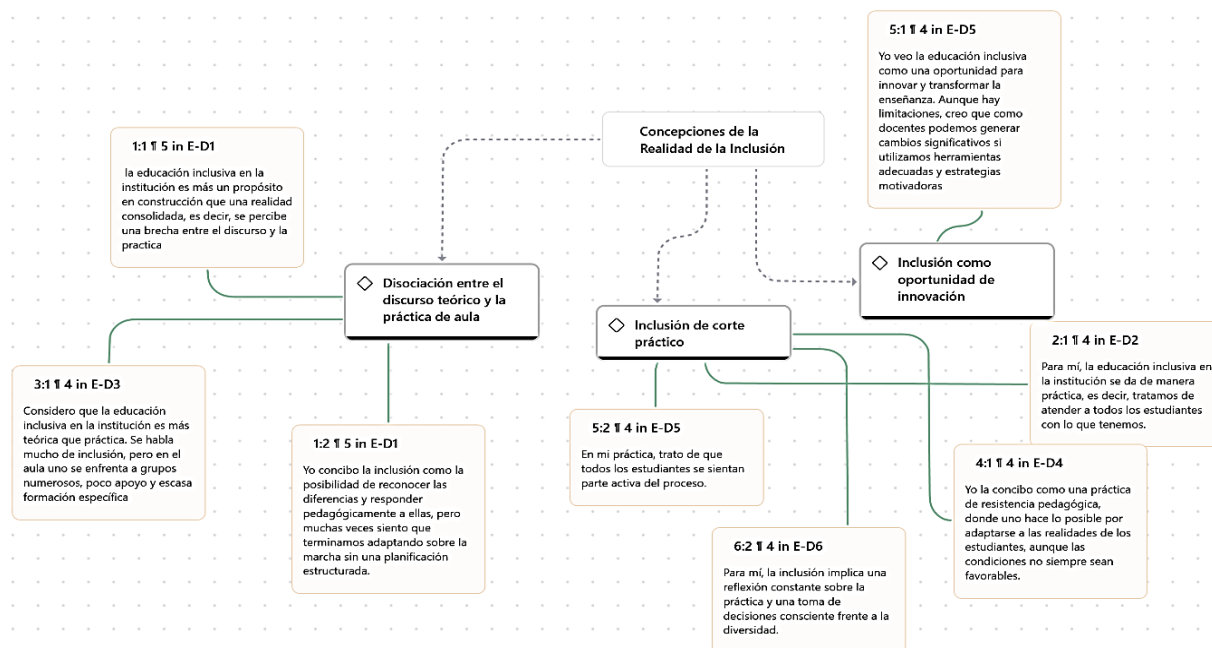 5:1 ¶ 4 in E-D5
Yo veo la educación inclusiva
como una oportunidad para
innovar y transformar la
enseñanza. Aunque hay
limitaciones, creo que como
docentes podemos generar
cambios significativos si
utilizamos herramientas
adecuadas y estrategias
motivadoras
Concepciones de la
Realidad de la Inclusión
1:1 ¶ 5 in E-D1
la educación inclusiva en la
institución es más un propósito
en construcción que una realidad
consolidada, es decir, se percibe
una brecha entre el discurso y la
practica
Disociación entre el
discurso teórico y la
práctica de aula
Inclusión de corte
práctico
Inclusión como
oportunidad de
innovación
3:1 ¶ 4 in E-D3
Considero que la educación
inclusiva en la institución es más
teórica que práctica. Se habla
mucho de inclusión, pero en el
aula uno se enfrenta a grupos
numerosos, poco apoyo y escasa
formación específica
1:2 ¶ 5 in E-D1
Yo concibo la inclusión como la
posibilidad de reconocer las
diferencias y responder
pedagógicamente a ellas, pero
muchas veces siento que
terminamos adaptando sobre la
marcha sin una planificación
estructurada.
5:2 ¶ 4 in E-D5
En mi práctica, trato de que
todos los estudiantes se sientan
parte activa del proceso.
6:2 ¶ 4 in E-D6
Para mí, la inclusión implica una
reflexión constante sobre la
práctica y una toma de
decisiones consciente frente a la
diversidad.
2:1 ¶ 4 in E-D2
Para mí, la educación inclusiva en
la institución se da de manera
práctica, es decir, tratamos de
atender a todos los estudiantes
con lo que tenemos.
4:1 ¶ 4 in E-D4
Yo la concibo como una práctica
de resistencia pedagógica,
donde uno hace lo posible por
adaptarse a las realidades de los
estudiantes, aunque las
condiciones no siempre sean
favorables.